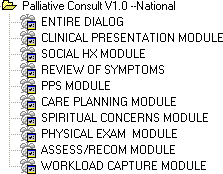 Palliative Consult V1.0 --National
ENTIRE DIALOG
CLINICAL PRESENTATION MODULE
SOCIAL HX MODULE
REVIEW OF SYMPTOMS
PPS MODULE
CARE PLANNING MODULE
SPIRITUAL CONCERNS MODULE
PHYSICAL EXAM  MODULE
ASSESS/RECOM MODULE
WORKLOAD CAPTURE MODULE